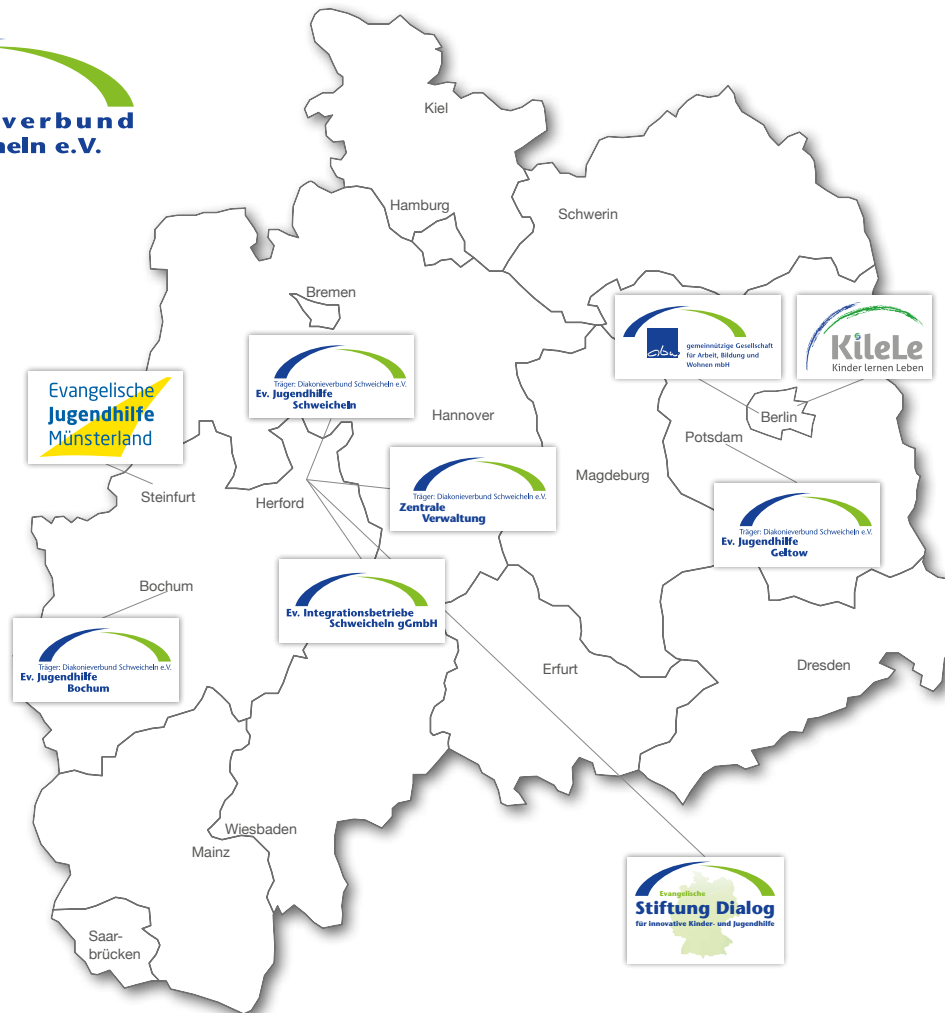 verbund
e.V.
Kiel
Hamburg
Schwerin
Bremen
gemeinnützige Gesellschaft
für Arbeit, Bildung und
Wohnen mbH
abw
KileLe
Kinder lernen Leben
Träger: Diakonieverbund Schweicheln e.V.
Ev. Jugendhilfe
Schweicheln
Evangelische
Jugendhilfe
Münsterland
Hannover
Berlin
Potsdam
Magdeburg
Steinfurt
Herford
Träger: Diakonieverbund Schweicheln e.V.
Zentrale
Verwaltung
Träger: Diakonieverbund Schweicheln e.V.
Ev. Jugendhilfe
Geltow
Bochum
Ev. Integrationsbetriebe
Schweicheln gGmbH
Träger: Diakonieverbund Schweicheln e.V.
Ev. Jugendhilfe
Bochum
Erfurt
Dresden
Wiesbaden
Mainz
Evangelische
Stiftung Dialog
für innovative Kinder- und Jugendhilfe
Saar-
brücken